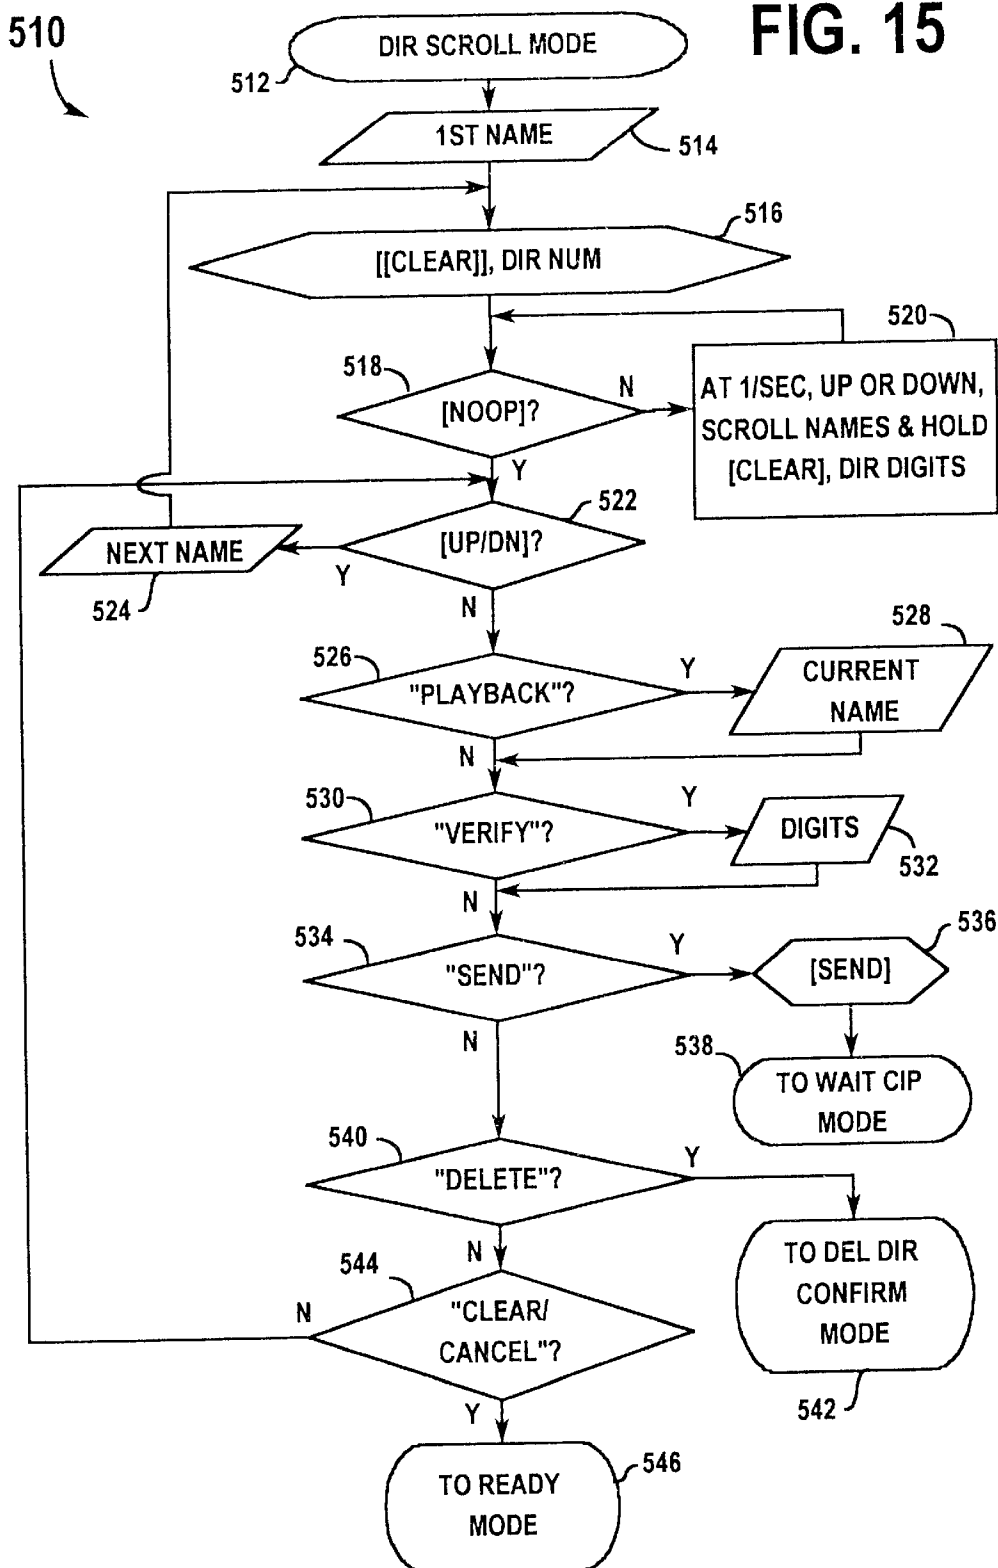 510
FIG. 15
DIR SCROLL MODE
512
1ST NAME
514
516
[[CLEAR]], DIR NUM
520
518
[NOOP]?
N
AT 1/SEC, UP OR DOWN,
SCROLL NAMES & HOLD
[CLEAR], DIR DIGITS
Y
522
[UP/DN]?
NEXT NAME
Y
524
N
528
526
"PLAYBACK"?
Y
CURRENT
NAME
N
530
"VERIFY"?
Y
DIGITS
532
N
534
"SEND"?
Y
536
[SEND]
N
538
TO WAIT CIP
MODE
540
"DELETE"?
Y
N
TO DEL DIR
CONFIRM
MODE
542
544
N
"CLEAR/
CANCEL"?
Y
546
TO READY
MODE